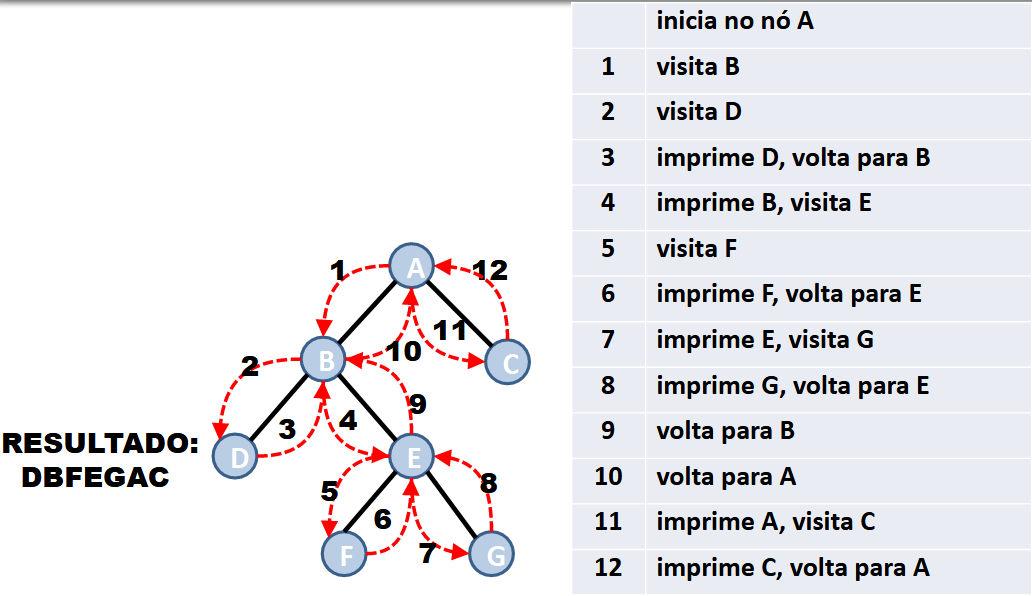 inicia no nó A
1 visita B
2 visita D
3 imprime D, volta para B
4 imprime B, visita E
5 visita F
6 imprime F, volta para E
7 imprime E, visita G
8 imprime G, volta para E
9 volta para B
10 volta para A
11 imprime A, visita C
12 imprime C, volta para A
A
1
12
11
10
B
C
2
9
3
4
RESULTADO:
DBFEGAC
D
E
5
8
6
7
F
G